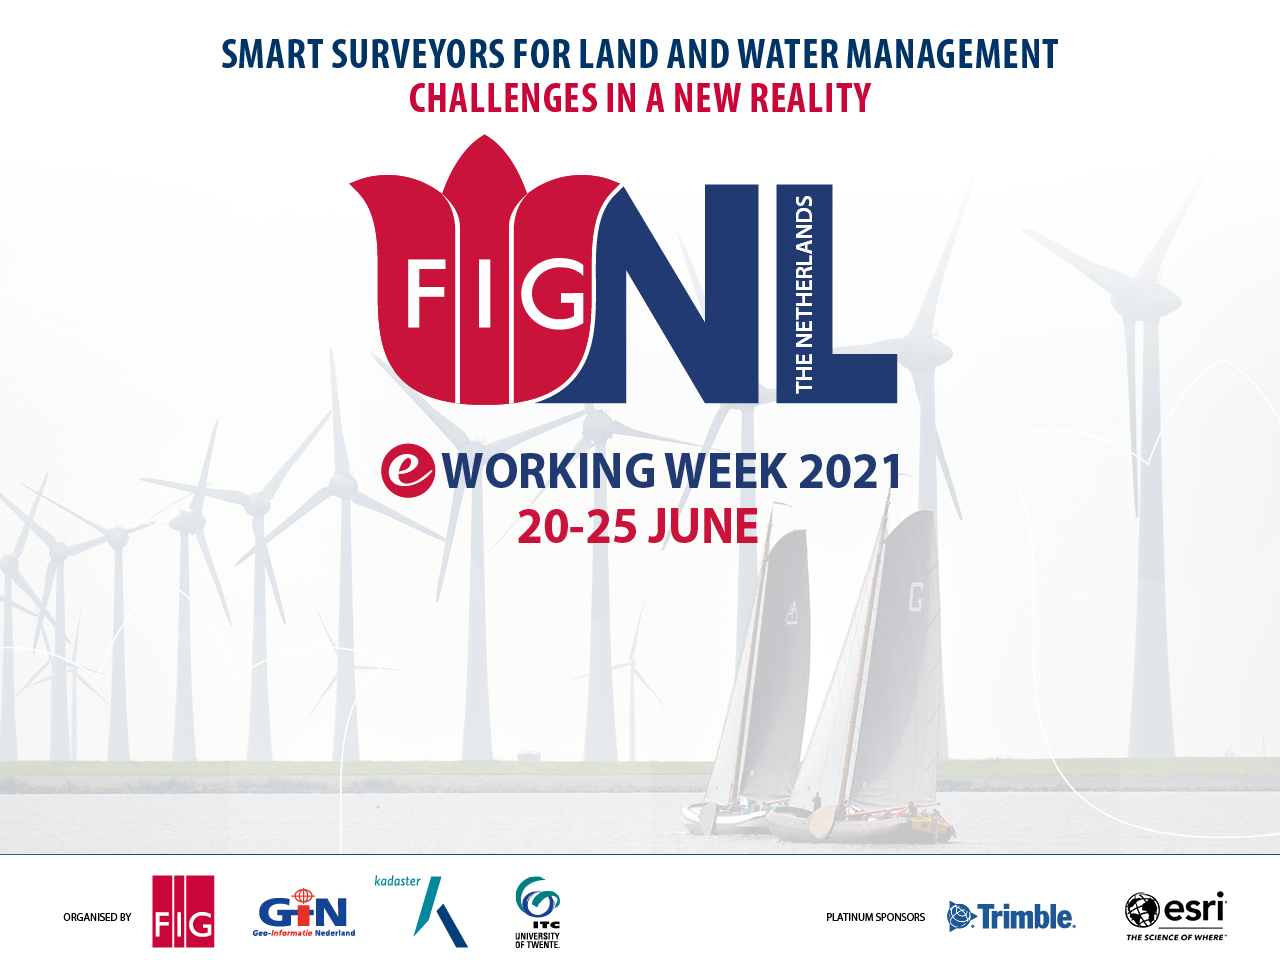 SMART SURVEYORS FOR LAND AND WATER MANAGEMENT
CHALLENGES IN A NEW REALITY
FIG NL
THE NETHERLANDS
e WORKING WEEK 2021
20-25 JUNE
G
ORGANISED BY
FIG
GIN
Geo-Informatie Nederland
kadaster
ITC
UNIVERSITY
OF TWENTE.
PLATINUM SPONSORS
Trimble.
esri
THE SCIENCE OF WHERE™